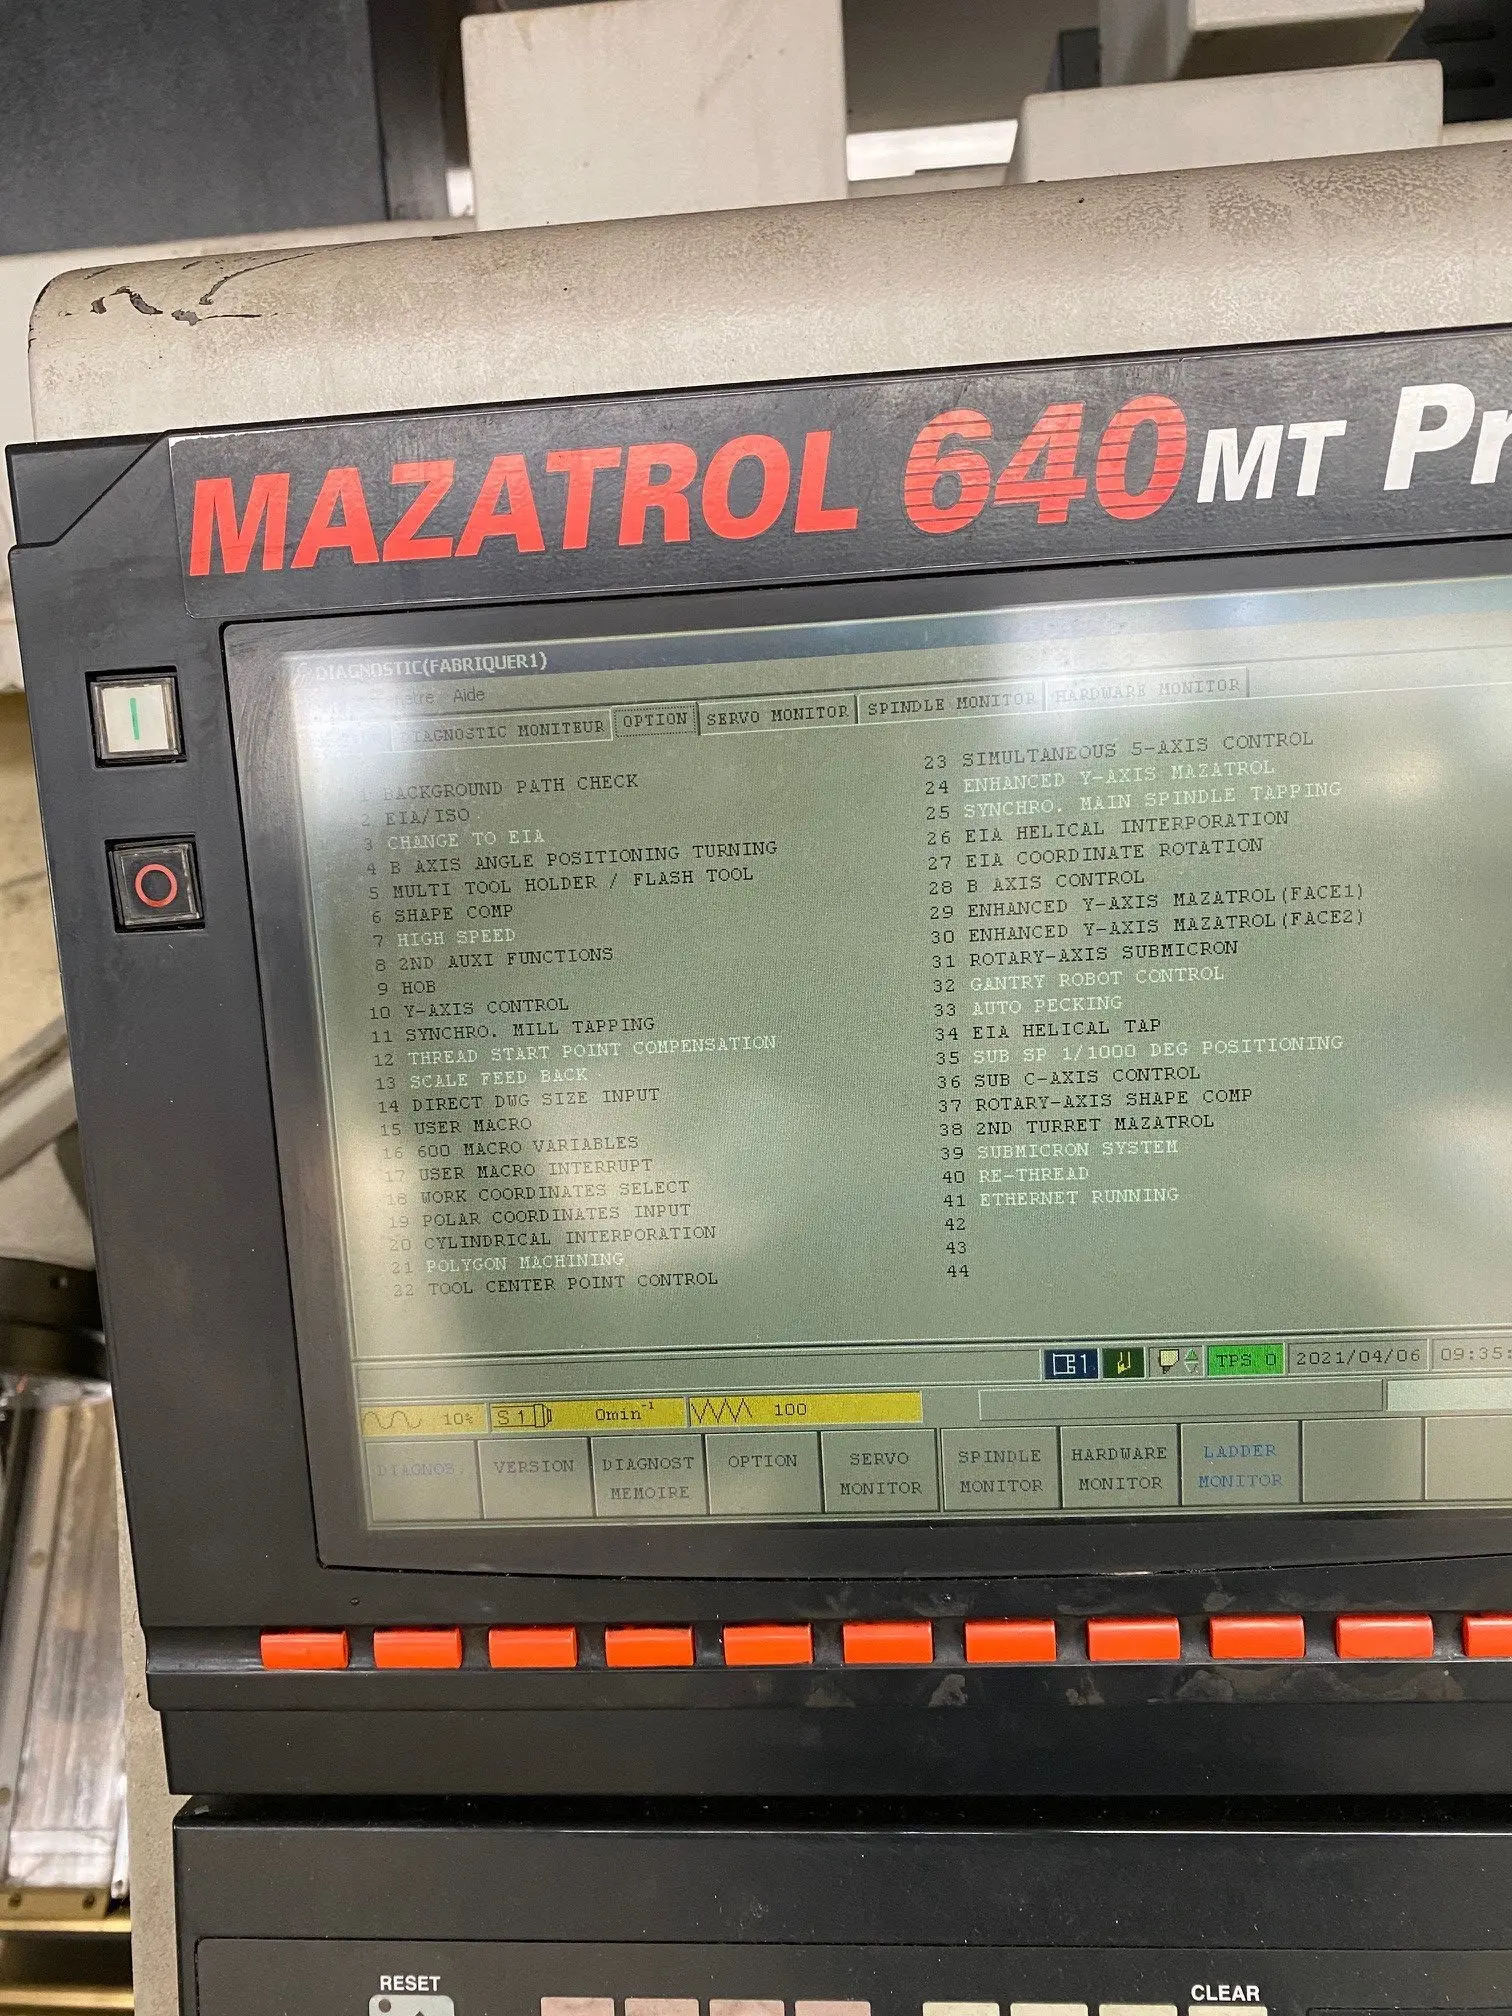 MAZATROL 640 MT Pr
DIAGNOSTIC(FABRIQUER1)
Aide
DIAGNOSTIC MONITEUR OPTION SERVO MONITOR SPINDLE MONITOR HARDWARE MONITOR
1 BACKGROUND PATH CHECK
2 EIA/ISO
3 CHANGE TO EIA
4 B AXIS ANGLE POSITIONING TURNING
5 MULTI TOOL HOLDER / FLASH TOOL
6 SHAPE COMP
7 HIGH SPEED
8 2ND AUXI FUNCTIONS
9 HOB
10 Y-AXIS CONTROL
11 SYNCHRO. MILL TAPPING
12 THREAD START POINT COMPENSATION
13 SCALE FEED BACK
14 DIRECT DWG SIZE INPUT
15 USER MACRO
16 600 MACRO VARIABLES
17 USER MACRO INTERRUPT
18 WORK COORDINATES SELECT
19 POLAR COORDINATES INPUT
20 CYLINDRICAL INTERPORATION
21 POLYGON MACHINING
22 TOOL CENTER POINT CONTROL
23 SIMULTANEOUS 5-AXIS CONTROL
24 ENHANCED Y-AXIS MAZATROL
25 SYNCHRO. MAIN SPINDLE TAPPING
26 EIA HELICAL INTERPORATION
27 EIA COORDINATE ROTATION
28 B AXIS CONTROL
29 ENHANCED Y-AXIS MAZATROL(FACE1)
30 ENHANCED Y-AXIS MAZATROL(FACE2)
31 ROTARY-AXIS SUBMICRON
32 GANTRY ROBOT CONTROL
33 AUTO PECKING
34 EIA HELICAL TAP
35 SUB SP 1/1000 DEG POSITIONING
36 SUB C-AXIS CONTROL
37 ROTARY-AXIS SHAPE COMP
38 2ND TURRET MAZATROL
39 SUBMICRON SYSTEM
40 RE-THREAD
41 ETHERNET RUNNING
42
43
44
1 TPS 0 2021/04/06 09:35:
10% S 1 0min⁻¹ 100
DIAGNOS. VERSION DIAGNOST MEMOIRE OPTION SERVO MONITOR SPINDLE MONITOR HARDWARE MONITOR LADDER MONITOR
RESET
CLEAR